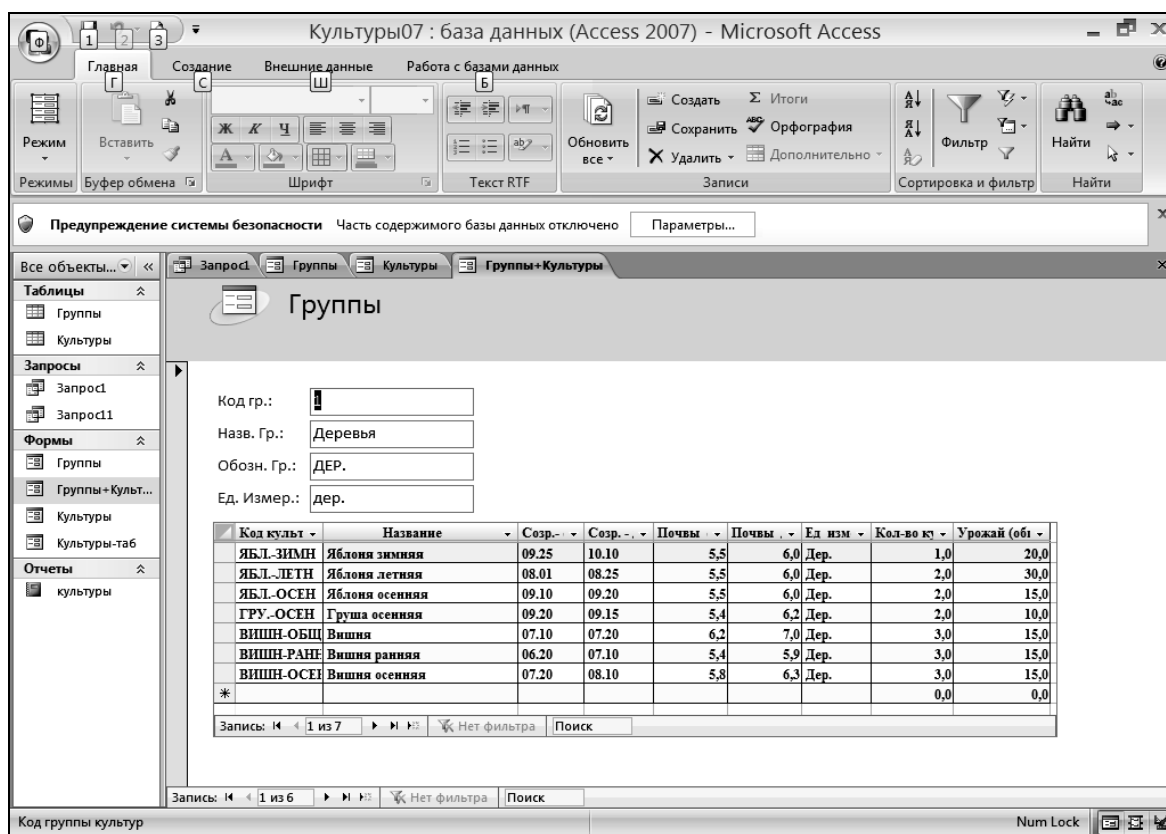 Культуры07 : база данных (Access 2007) - Microsoft Access
Ф 1 2 3
Главная Создание Внешние данные Работа с базами данных
Г С Ш Б
Режим Вставить Ж К Ч Обновить все Создать Сохранить Удалить Σ Итоги Орфография Дополнительно Фильтр Найти
Режимы Буфер обмена Шрифт Текст RTF Записи Сортировка и фильтр Найти
Предупреждение системы безопасности Часть содержимого базы данных отключено Параметры...
Все объекты... « Запрос1 Группы Культуры Группы+Культуры
Таблицы
Группы
Культуры
Запросы
Запрос1
Запрос11
Формы
Группы
Группы+Культ...
Культуры
Культуры-таб
Отчеты
культуры
Группы
Код гр.: 1
Назв. Гр.: Деревья
Обозн. Гр.: ДЕР.
Ед. Измер.: дер.
Код культ Название Созр.- Созр. -. Почвы Почвы Ед изм Кол-во ку Урожай (обі
ЯБЛ.-ЗИМН Яблоня зимняя 09.25 10.10 5,5 6,0 Дер. 1,0 20,0
ЯБЛ.-ЛЕТН Яблоня летняя 08.01 08.25 5,5 6,0 Дер. 2,0 30,0
ЯБЛ.-ОСЕН Яблоня осенняя 09.10 09.20 5,5 6,0 Дер. 2,0 15,0
ГРУ.-ОСЕН Груша осенняя 09.20 09.15 5,4 6,2 Дер. 2,0 10,0
ВИШН-ОБЩ Вишня 07.10 07.20 6,2 7,0 Дер. 3,0 15,0
ВИШН-РАНЕ Вишня ранняя 06.20 07.10 5,4 5,9 Дер. 3,0 15,0
ВИШН-ОСЕН Вишня осенняя 07.20 08.10 5,8 6,3 Дер. 3,0 15,0
0,0 0,0
Запись: 1 из 7 Нет фильтра Поиск
Запись: 1 из 6 Нет фильтра Поиск
Код группы культур Num Lock